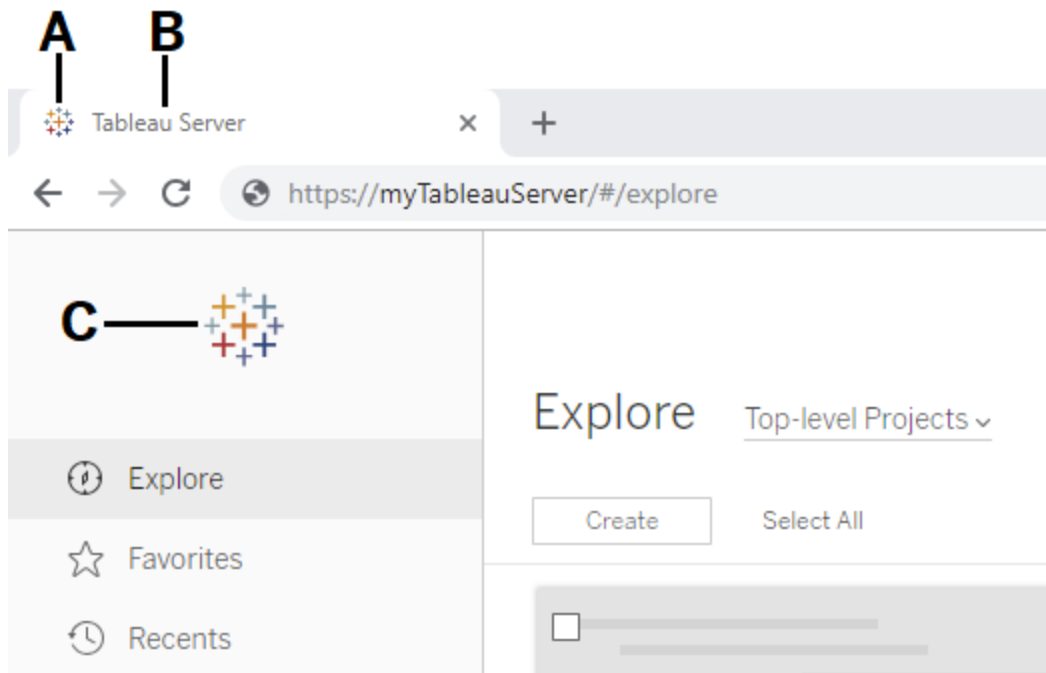 A B
Tableau Server
https://myTableauServer/#/explore
C
Explore Top-level Projects
Create Select All
Explore
Favorites
Recents